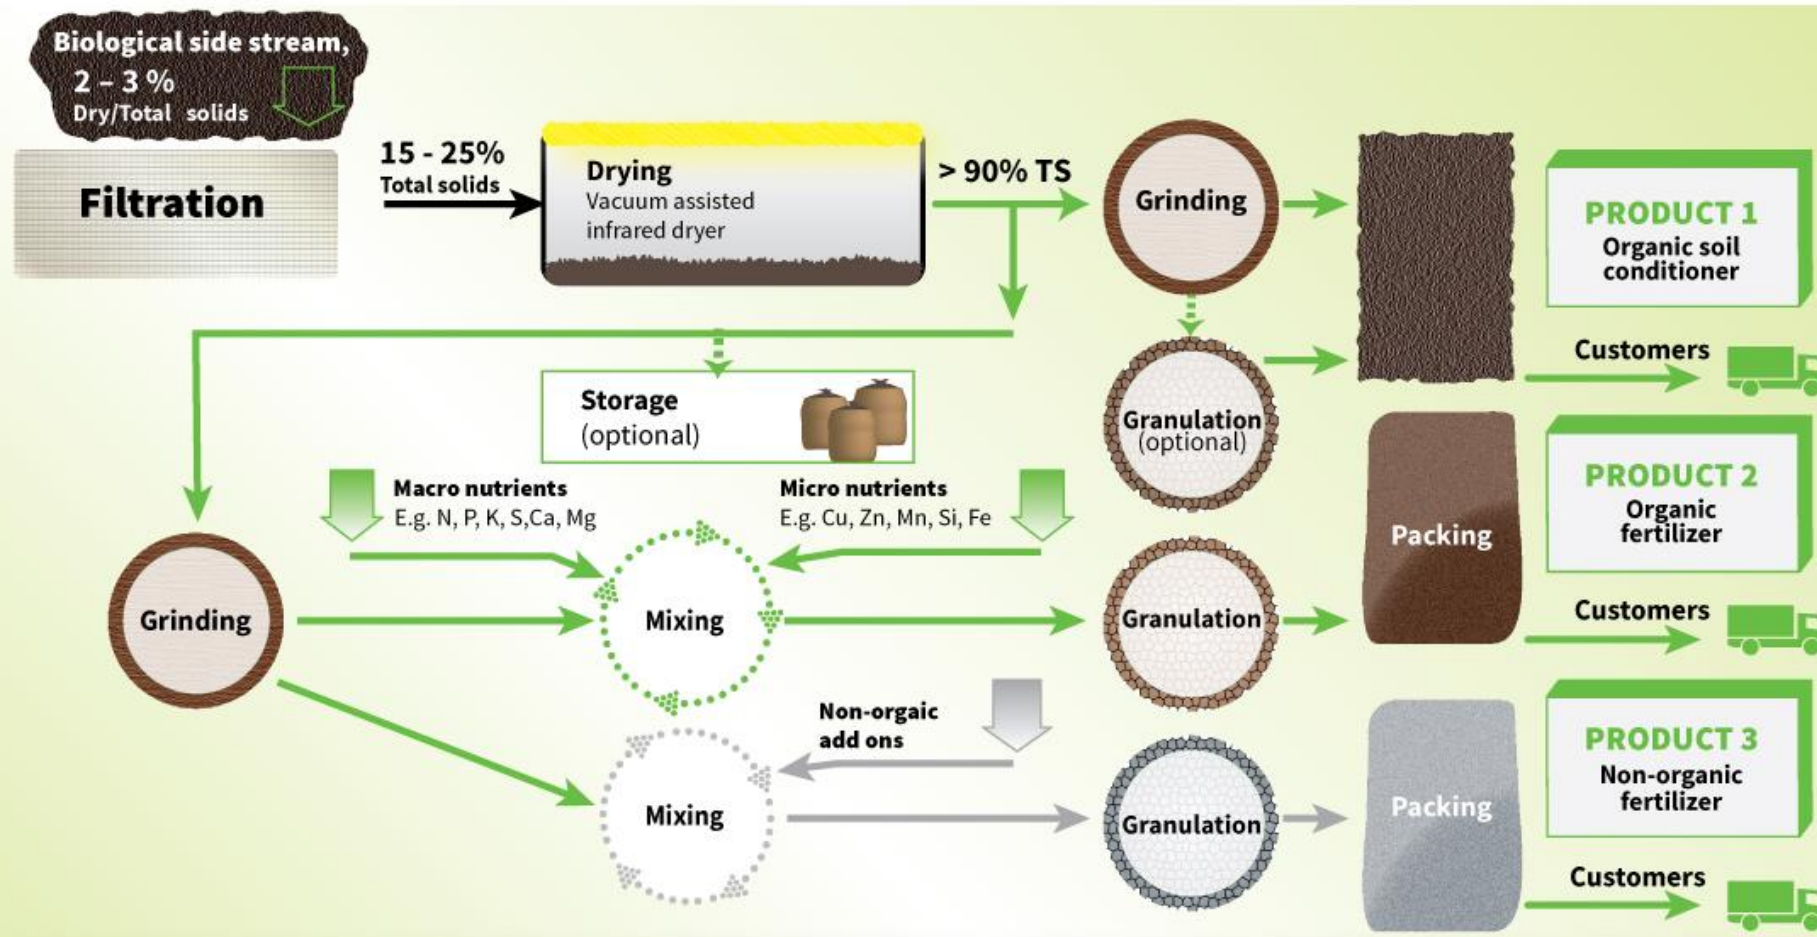 Biological side stream,
2 – 3 %
Dry/Total solids
Filtration
15 - 25%
Total solids
Drying
Vacuum assisted
infrared dryer
> 90% TS
Grinding
PRODUCT 1
Organic soil
conditioner
Customers
Storage
(optional)
Granulation
(optional)
Macro nutrients
E.g. N, P, K, S,Ca, Mg
Micro nutrients
E.g. Cu, Zn, Mn, Si, Fe
PRODUCT 2
Organic
fertilizer
Packing
Grinding
Mixing
Granulation
Customers
Non-orgaic
add ons
Mixing
Granulation
Packing
PRODUCT 3
Non-organic
fertilizer
Customers